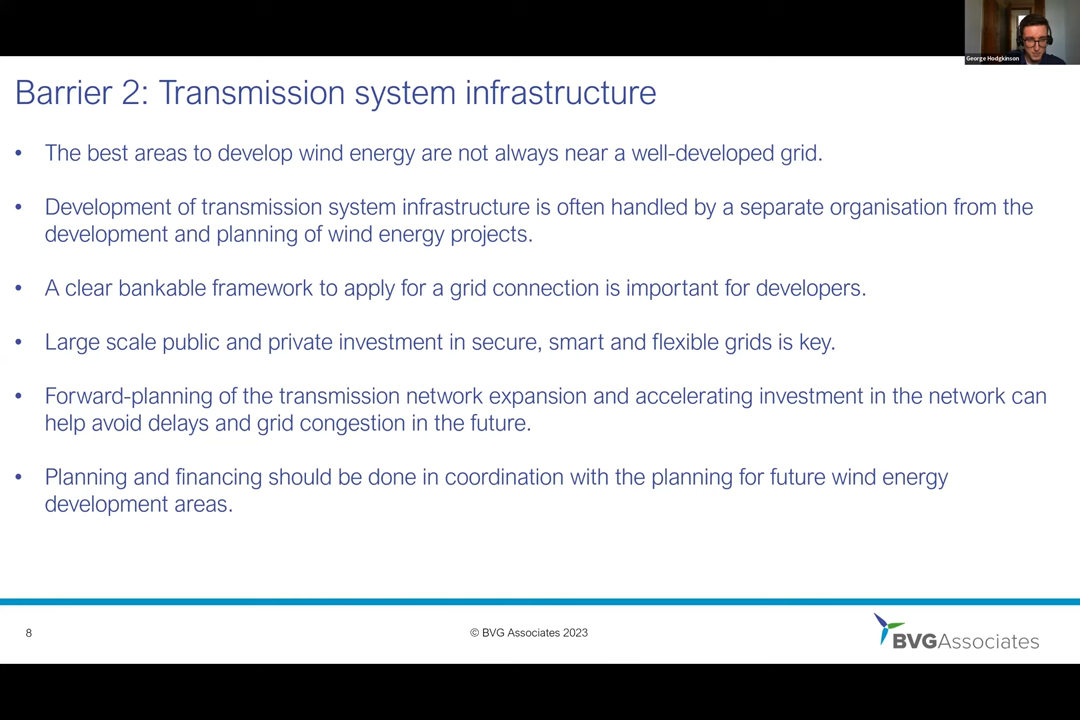 George Hodgkinson
Barrier 2: Transmission system infrastructure
• The best areas to develop wind energy are not always near a well-developed grid.
• Development of transmission system infrastructure is often handled by a separate organisation from the
development and planning of wind energy projects.
• A clear bankable framework to apply for a grid connection is important for developers.
• Large scale public and private investment in secure, smart and flexible grids is key.
• Forward-planning of the transmission network expansion and accelerating investment in the network can
help avoid delays and grid congestion in the future.
• Planning and financing should be done in coordination with the planning for future wind energy
development areas.
8
© BVG Associates 2023
BVGAssociates